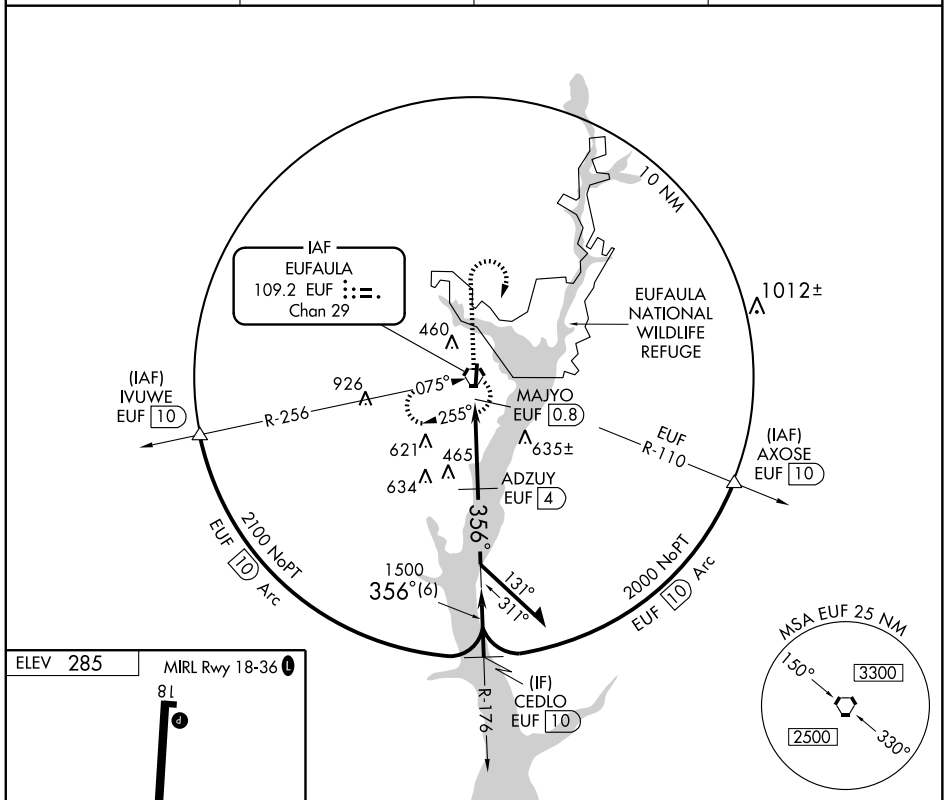 10 NM
IAF
EUFAULA
109.2 EUF
Chan 29
1012±
EUFAULA
NATIONAL
WILDLIFE
REFUGE
460
(IAF)
IVUWE
EUF 10
926
075°
R-256
255°
MAJYO
EUF 0.8
621
635±
465
634
EUF
R-110
(IAF)
AXOSE
EUF 10
ADZUY
EUF 4
356°
2100 NoPT
EUF 10 Arc
2000 NoPT
EUF 10 Arc
1500
356°(6)
131°
311°
(IF)
CEDLO
EUF 10
R-176
MSA EUF 25 NM
150°
3300
2500
330°
ELEV 285
MIRL Rwy 18-36 L
18
P